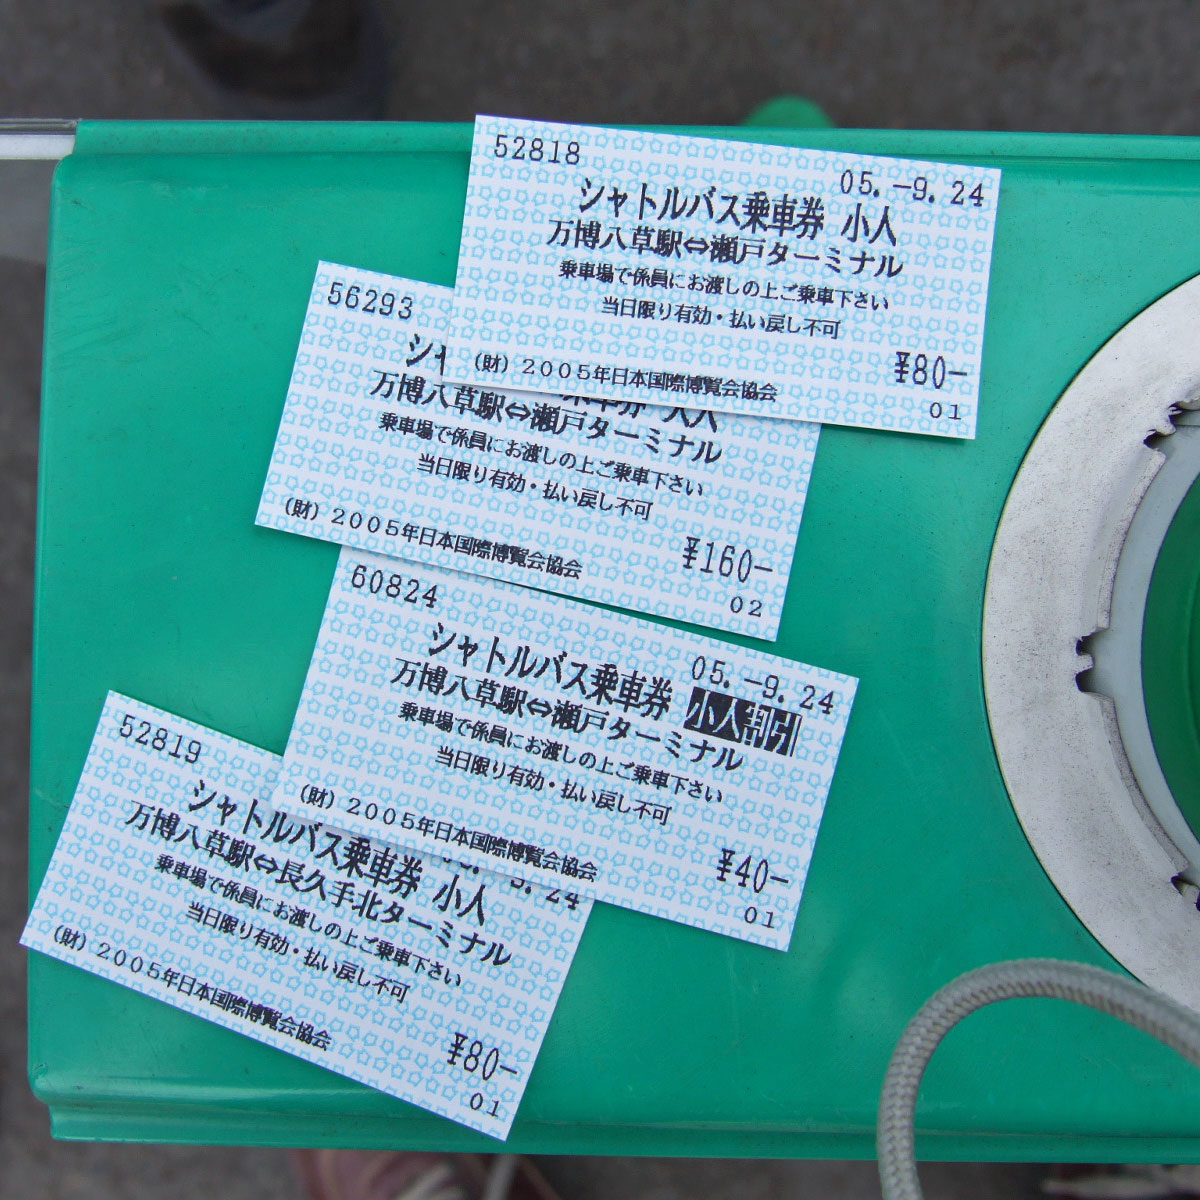 52818
05.-9.24
シャトルバス乗車券 小人
万博八草駅⇔瀬戸ターミナル
乗車場で係員にお渡しの上ご乗車下さい
当日限り有効・払い戻し不可
¥80-
(財)2005年日本国際博覧会協会
01
56293
シャ
万博八草駅⇔瀬戸ターミナル
乗車場で係員にお渡しの上ご乗車下さい
当日限り有効・払い戻し不可
¥160-
(財)2005年日本国際博覧会協会
02
60824
05.-9.24
シャトルバス乗車券 小人割引
万博八草駅⇔瀬戸ターミナル
乗車場で係員にお渡しの上ご乗車下さい
当日限り有効・払い戻し不可
¥40-
(財)2005年日本国際博覧会協会
01
52819
24
シャトルバス乗車券 小人
万博八草駅⇔長久手北ターミナル
乗車場で係員にお渡しの上ご乗車下さい
当日限り有効・払い戻し不可
¥80-
(財)2005年日本国際博覧会協会
01